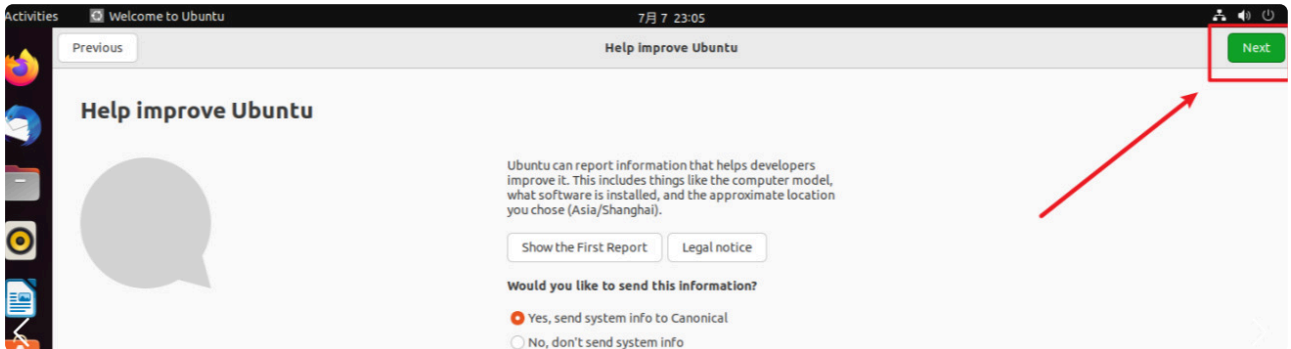 Activities Welcome to Ubuntu 7月 7 23:05
Previous Help improve Ubuntu Next
Help improve Ubuntu
Ubuntu can report information that helps developers
improve it. This includes things like the computer model,
what software is installed, and the approximate location
you chose (Asia/Shanghai).
Show the First Report Legal notice
Would you like to send this information?
Yes, send system info to Canonical
No, don't send system info